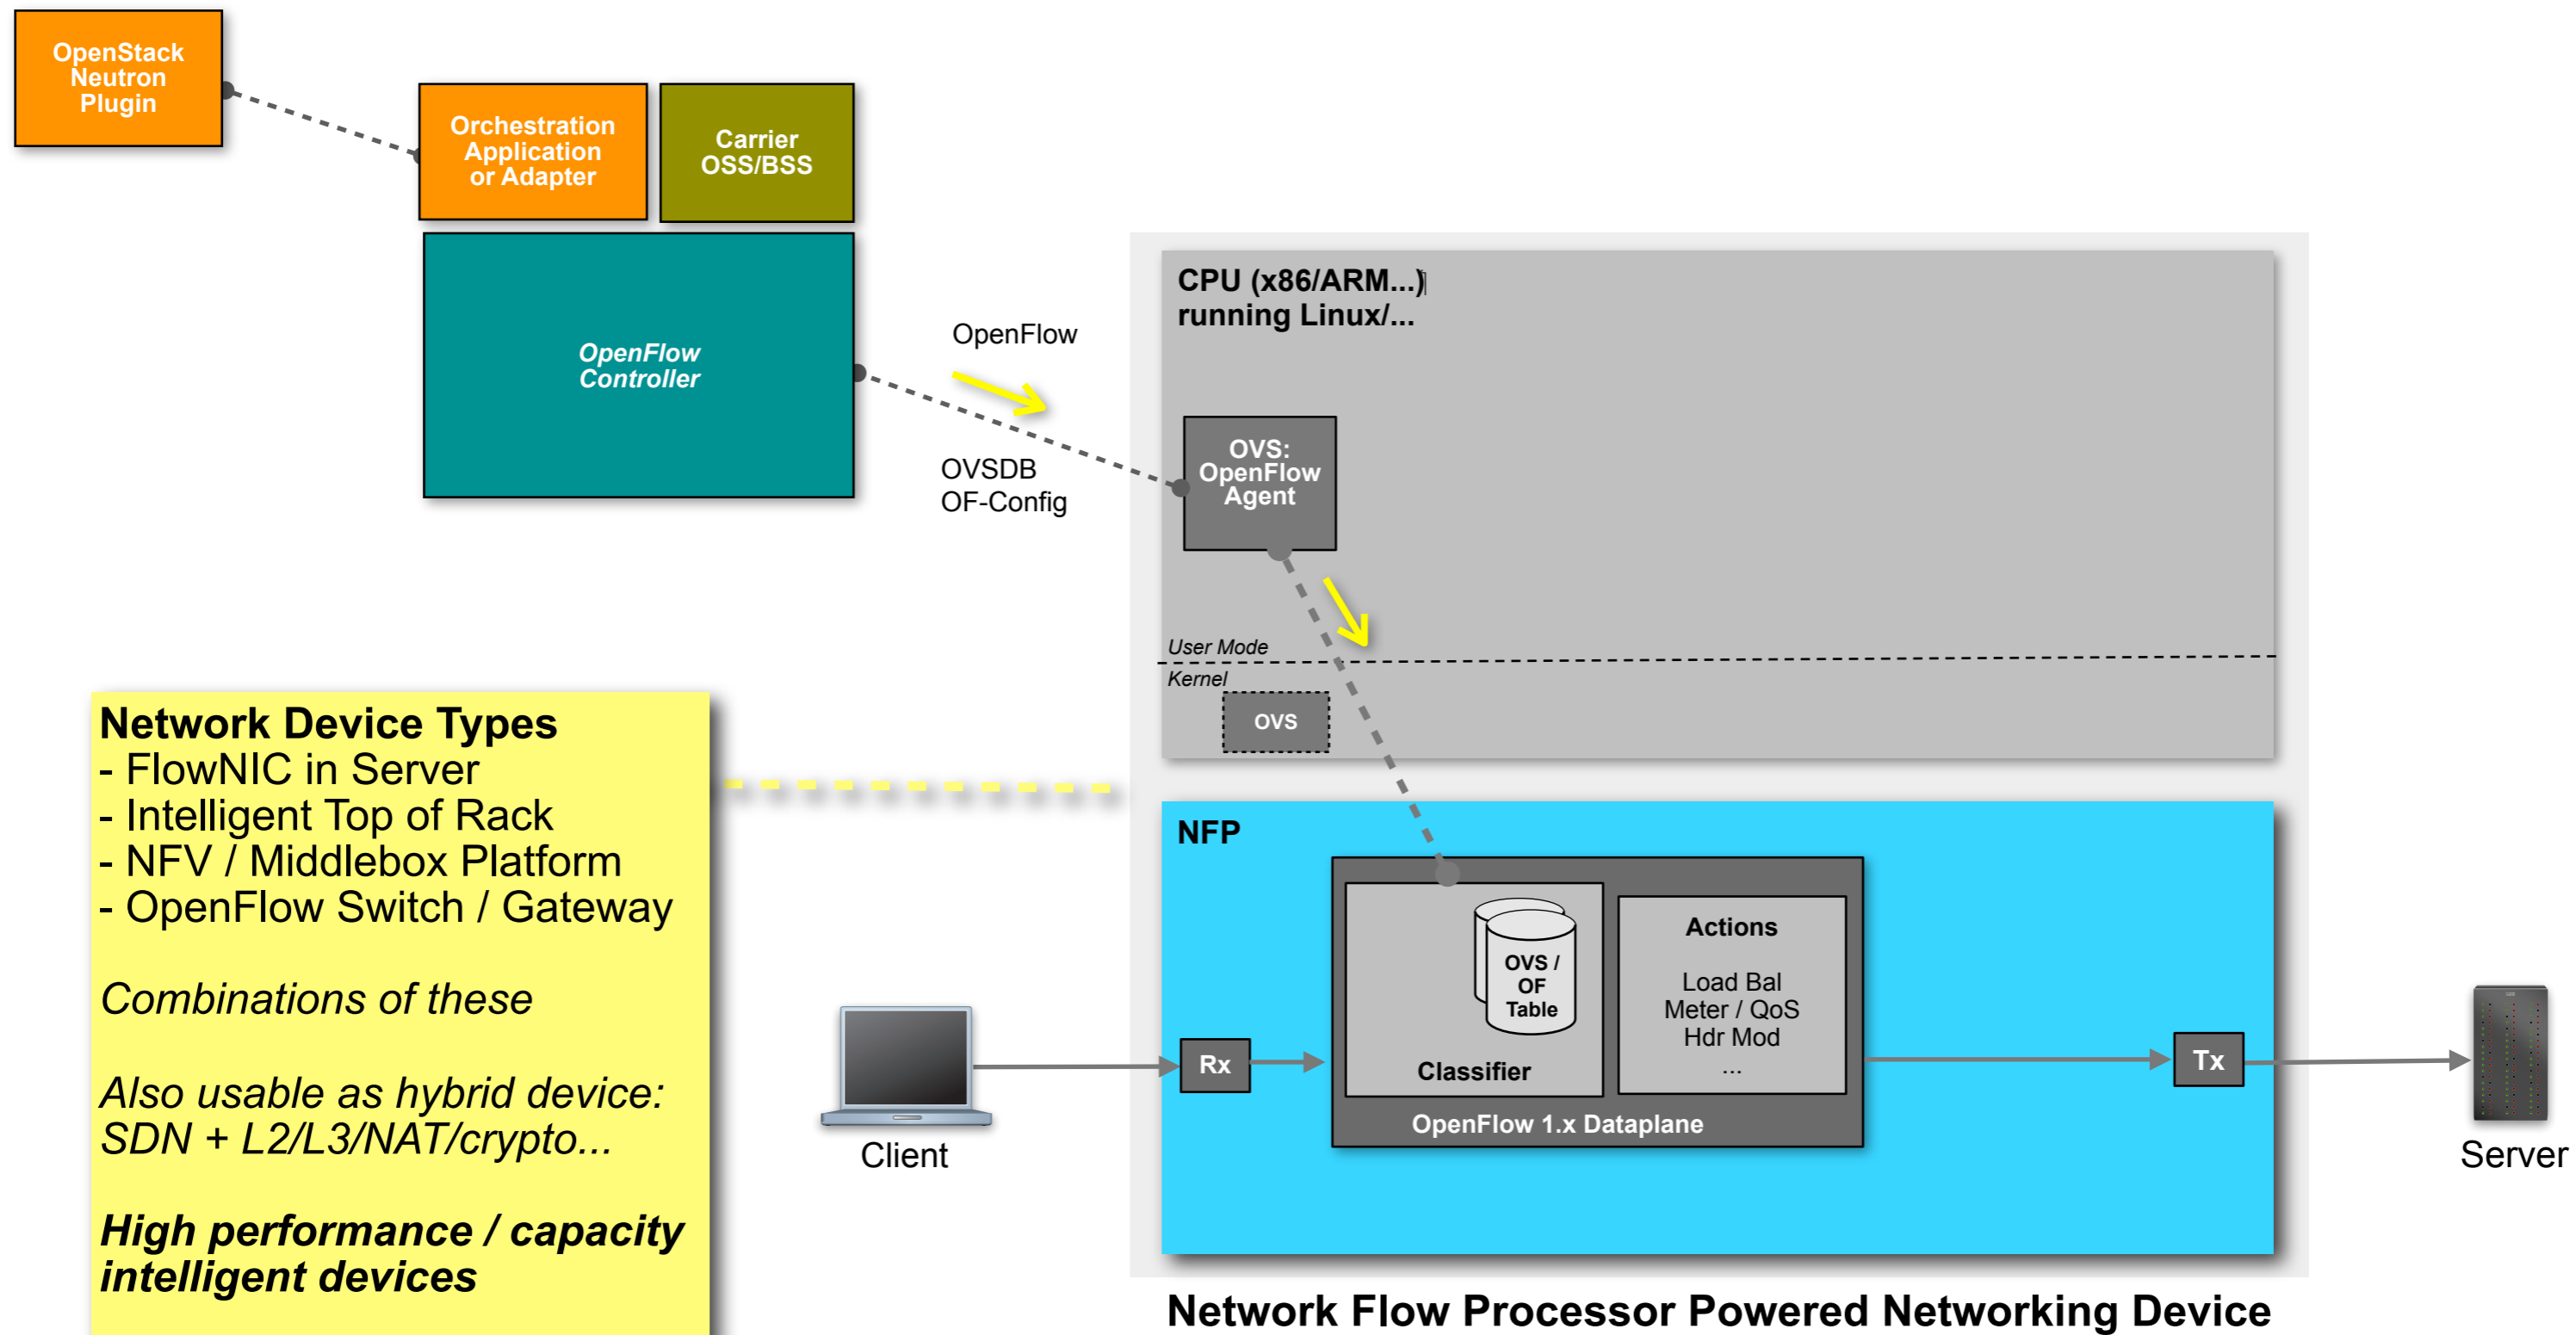 OpenStack
Neutron
Plugin
Orchestration
Application
or Adapter
Carrier
OSS/BSS
OpenFlow
Controller
OpenFlow
OVSDB
OF-Config
CPU (x86/ARM...)
running Linux/...
OVS:
OpenFlow
Agent
User Mode
Kernel
OVS
Network Device Types
- FlowNIC in Server
- Intelligent Top of Rack
- NFV / Middlebox Platform
- OpenFlow Switch / Gateway
Combinations of these
Also usable as hybrid device:
SDN + L2/L3/NAT/crypto...
High performance / capacity
intelligent devices
NFP
OVS /
OF
Table
Classifier
Actions
Load Bal
Meter / QoS
Hdr Mod
...
OpenFlow 1.x Dataplane
Rx
Tx
Client
Server
Network Flow Processor Powered Networking Device